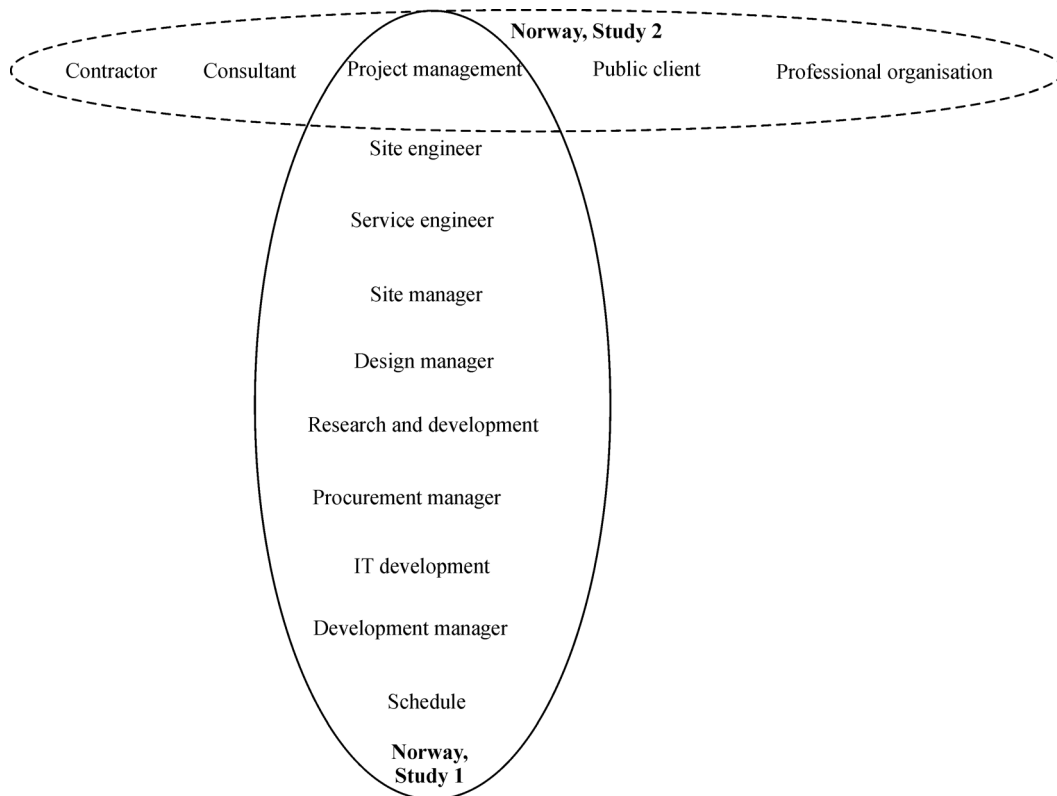 Norway, Study 2
Contractor Consultant Project management Public client Professional organisation
Site engineer
Service engineer
Site manager
Design manager
Research and development
Procurement manager
IT development
Development manager
Schedule
Norway,
Study 1